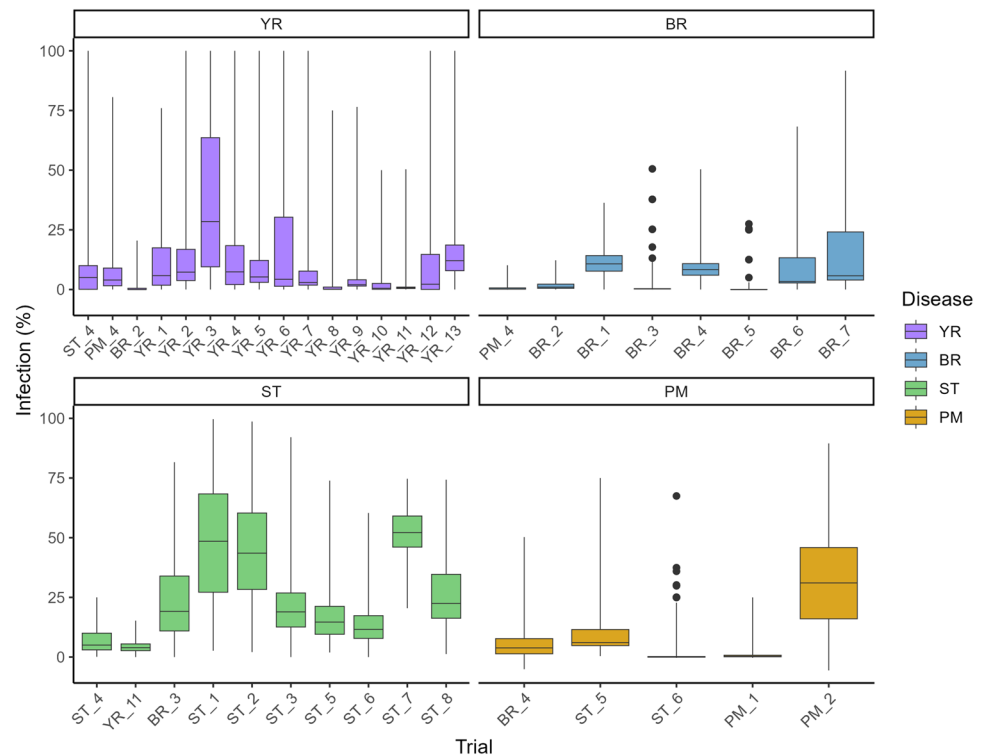 YR BR
100
75
50
25
0
ST_4 PM_4 BR_2 YR_1 YR_2 YR_3 YR_4 YR_5 YR_6 YR_7 YR_8 YR_9 YR_10 YR_11 YR_12 YR_13
PM_4 BR_2 BR_1 BR_3 BR_4 BR_5 BR_6 BR_7
Infection (%)
ST PM
100
75
50
25
0
ST_4 YR_11 BR_3 ST_1 ST_2 ST_3 ST_5 ST_6 ST_7 ST_8
BR_4 ST_5 ST_6 PM_1 PM_2
Trial
Disease
YR
BR
ST
PM